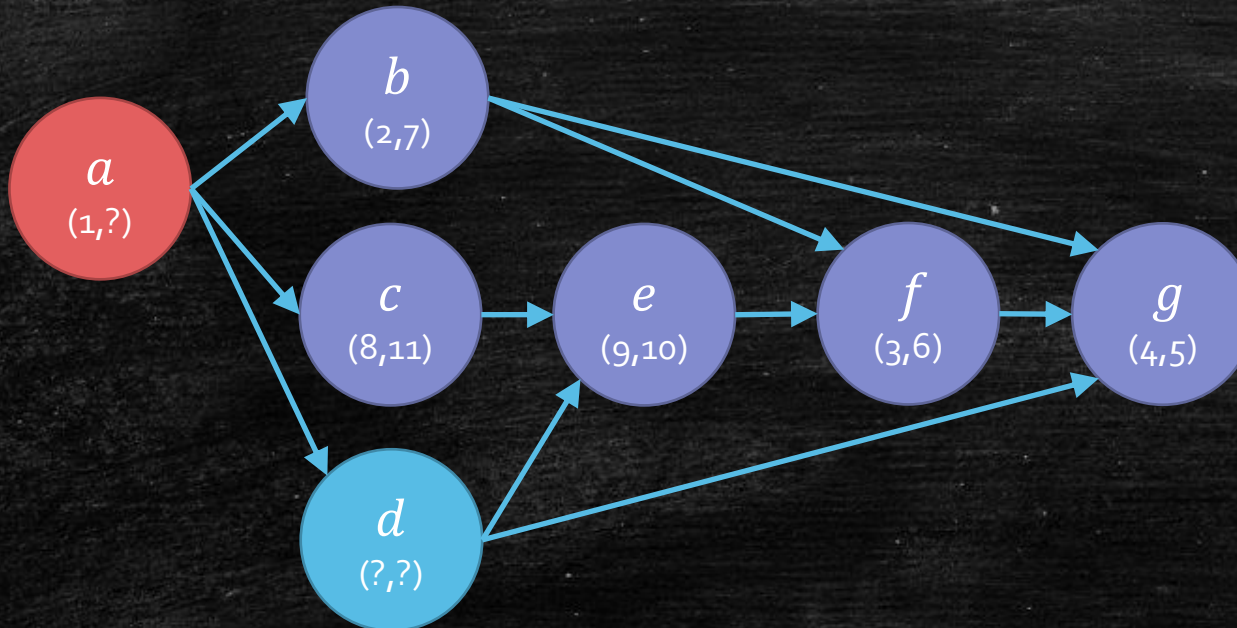 b
(2,7)
a
(1,?)
c
(8,11)
e
(9,10)
f
(3,6)
g
(4,5)
d
(?,?)